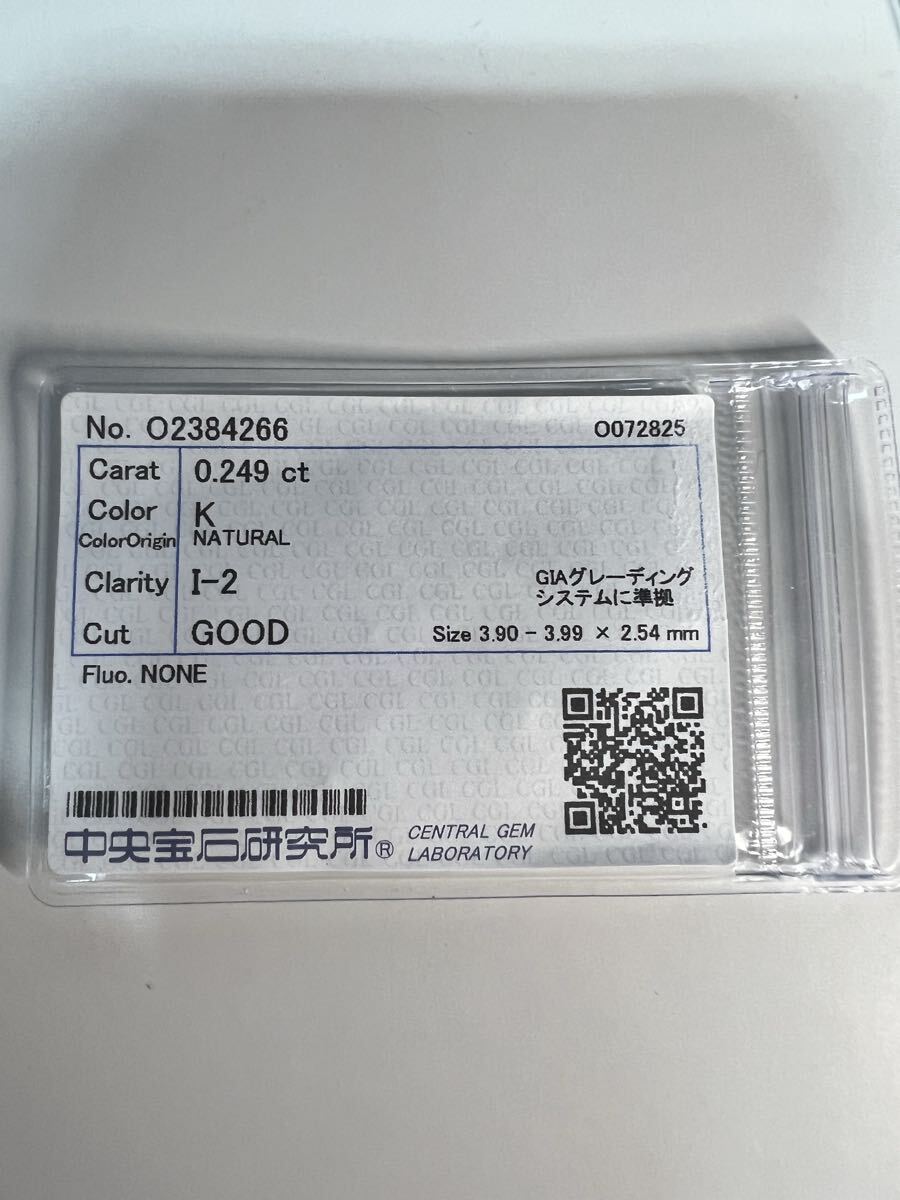 No. O2384266 O072825
Carat 0.249 ct
Color K
ColorOrigin NATURAL
Clarity I-2
GIAグレーディング
システムに準拠
Cut GOOD Size 3.90 - 3.99 × 2.54 mm
Fluo. NONE
中央宝石研究所® CENTRAL GEM
LABORATORY